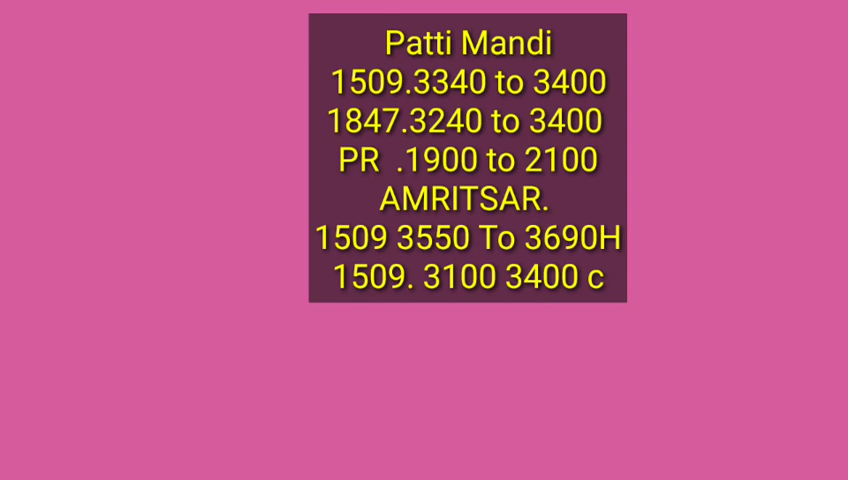 Patti Mandi
1509.3340 to 3400
1847.3240 to 3400
PR .1900 to 2100
AMRITSAR.
1509 3550 To 3690H
1509. 3100 3400 c